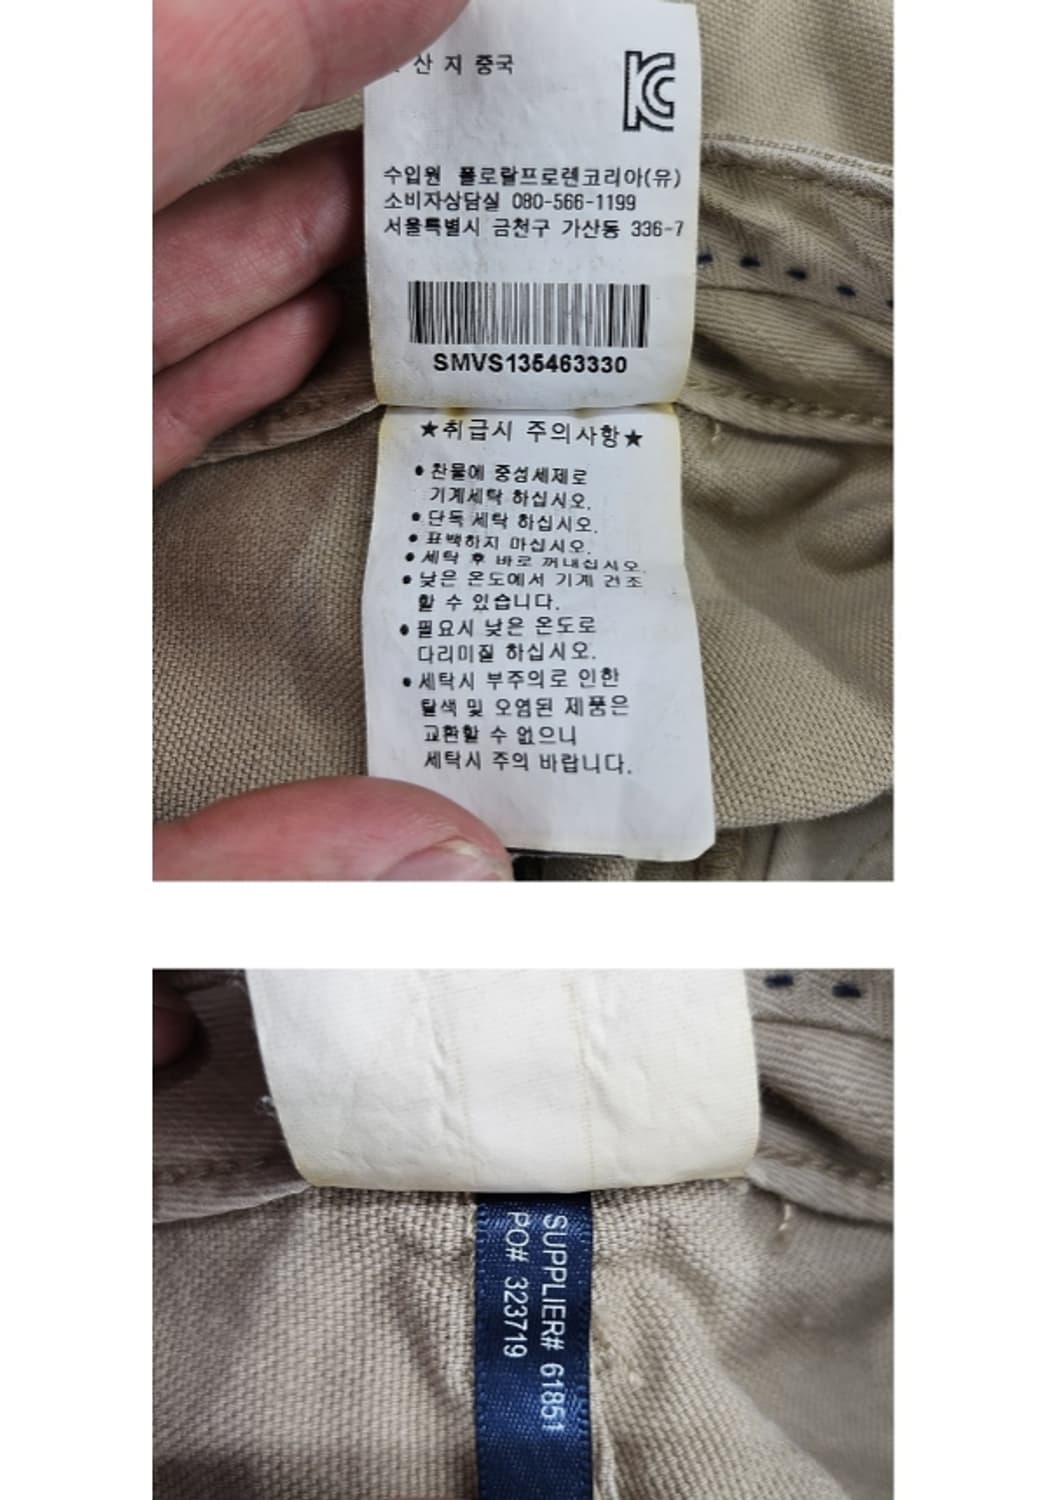 산 지 중국
KC
수입원 폴로랄프로렌코리아(유)
소비자상담실 080-566-1199
서울특별시 금천구 가산동 336-7
SMVS135463330
★취급시 주의사항★
• 찬물에 중성세제로
기계세탁 하십시오.
• 단독 세탁 하십시오.
• 표백하지 마십시오.
• 세탁 후 바로 꺼내십시오.
• 낮은 온도에서 기계 건조
할 수 있습니다.
• 필요시 낮은 온도로
다리미질 하십시오.
• 세탁시 부주의로 인한
탈색 및 오염된 제품은
교환할 수 없으니
세탁시 주의 바랍니다.
SUPPLIER# 61851
PO# 323719